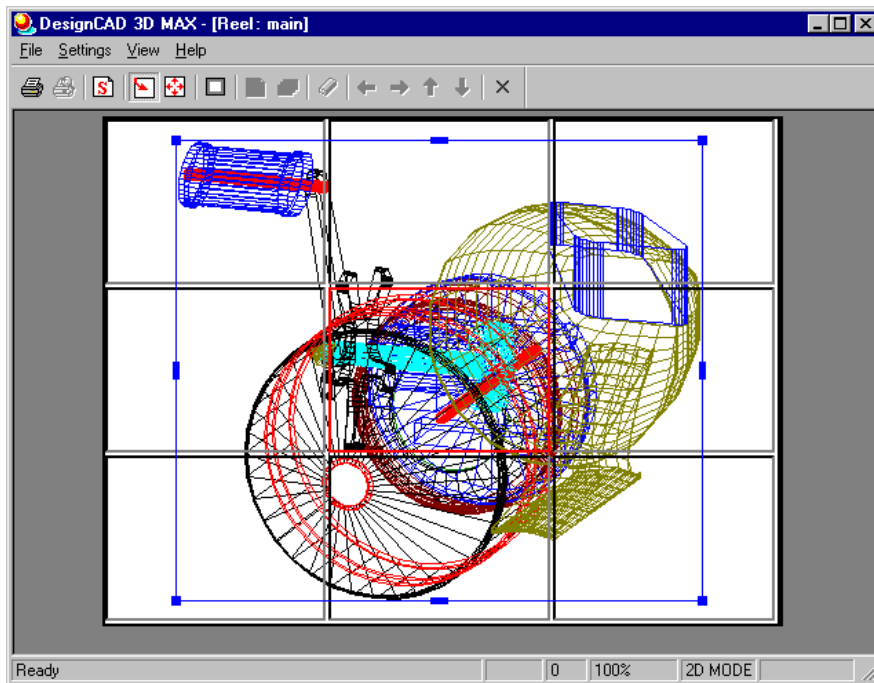 DesignCAD 3D MAX - [Reel: main]
File Settings View Help
S
Ready 0 100% 2D MODE